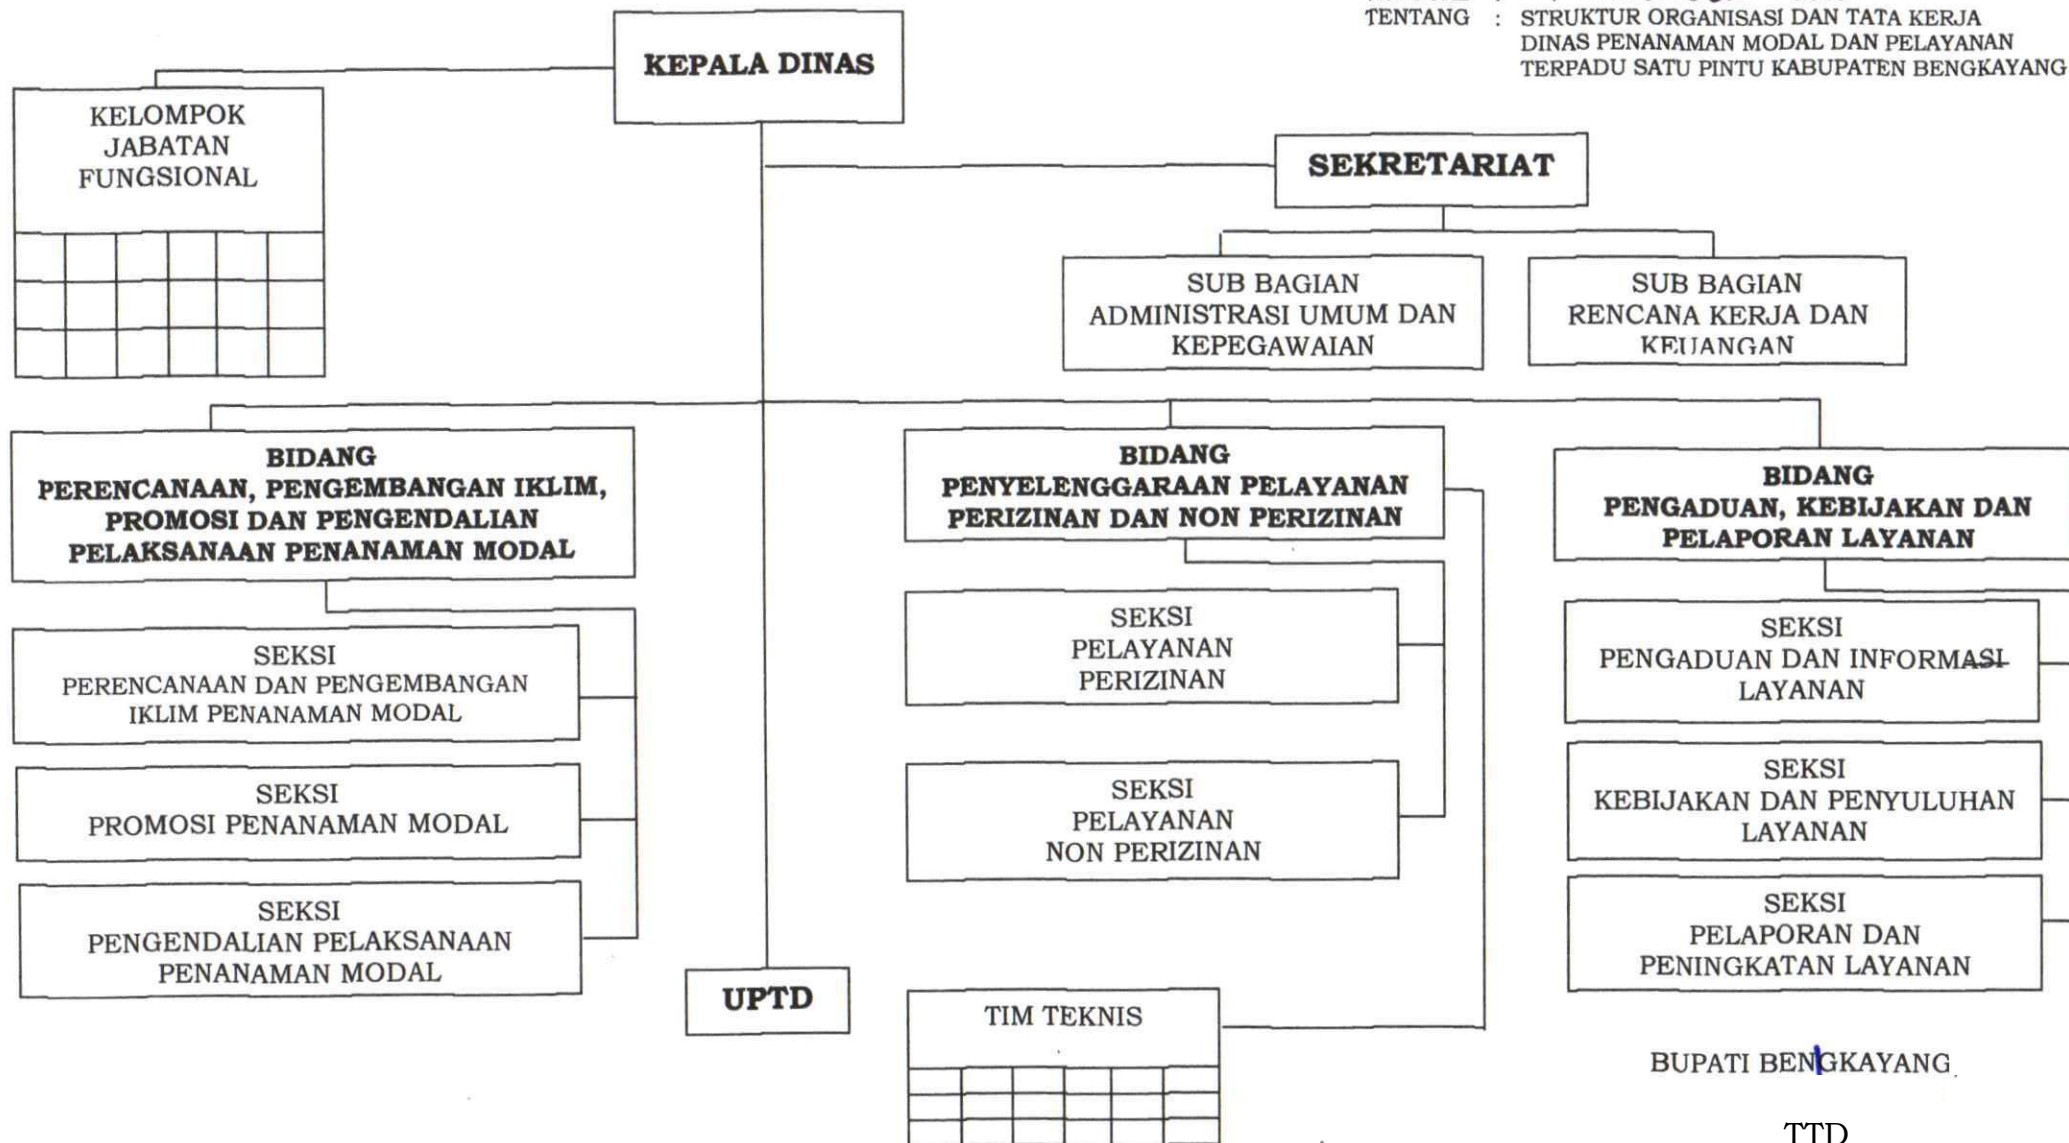 TENTANG : STRUKTUR ORGANISASI DAN TATA KERJA
DINAS PENANAMAN MODAL DAN PELAYANAN
TERPADU SATU PINTU KABUPATEN BENGKAYANG
KEPALA DINAS
KELOMPOK
JABATAN
FUNGSIONAL
SEKRETARIAT
SUB BAGIAN
ADMINISTRASI UMUM DAN
KEPEGAWAIAN
SUB BAGIAN
RENCANA KERJA DAN
KEUANGAN
BIDANG
PERENCANAAN, PENGEMBANGAN IKLIM,
PROMOSI DAN PENGENDALIAN
PELAKSANAAN PENANAMAN MODAL
BIDANG
PENYELENGGARAAN PELAYANAN
PERIZINAN DAN NON PERIZINAN
BIDANG
PENGADUAN, KEBIJAKAN DAN
PELAPORAN LAYANAN
SEKSI
PERENCANAAN DAN PENGEMBANGAN
IKLIM PENANAMAN MODAL
SEKSI
PROMOSI PENANAMAN MODAL
SEKSI
PENGENDALIAN PELAKSANAAN
PENANAMAN MODAL
SEKSI
PELAYANAN
PERIZINAN
SEKSI
PELAYANAN
NON PERIZINAN
SEKSI
PENGADUAN DAN INFORMASI
LAYANAN
SEKSI
KEBIJAKAN DAN PENYULUHAN
LAYANAN
SEKSI
PELAPORAN DAN
PENINGKATAN LAYANAN
UPTD
TIM TEKNIS
BUPATI BENGKAYANG
TTD